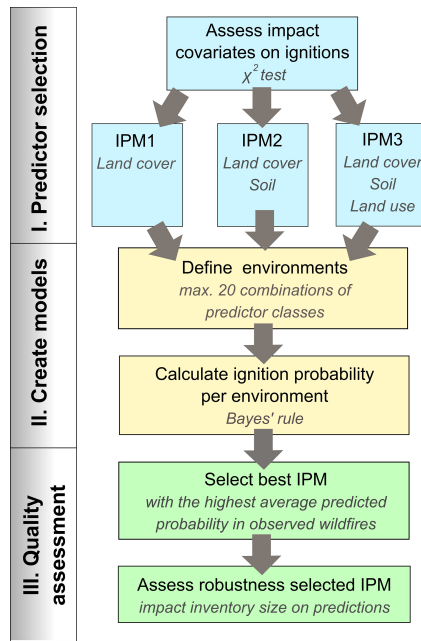 I. Predictor selection
Assess impact
covariates on ignitions
χ² test
IPM1
Land cover
IPM2
Land cover
Soil
IPM3
Land cover
Soil
Land use
II. Create models
Define environments
max. 20 combinations of
predictor classes
Calculate ignition probability
per environment
Bayes' rule
III. Quality
assessment
Select best IPM
with the highest average predicted
probability in observed wildfires
Assess robustness selected IPM
impact inventory size on predictions